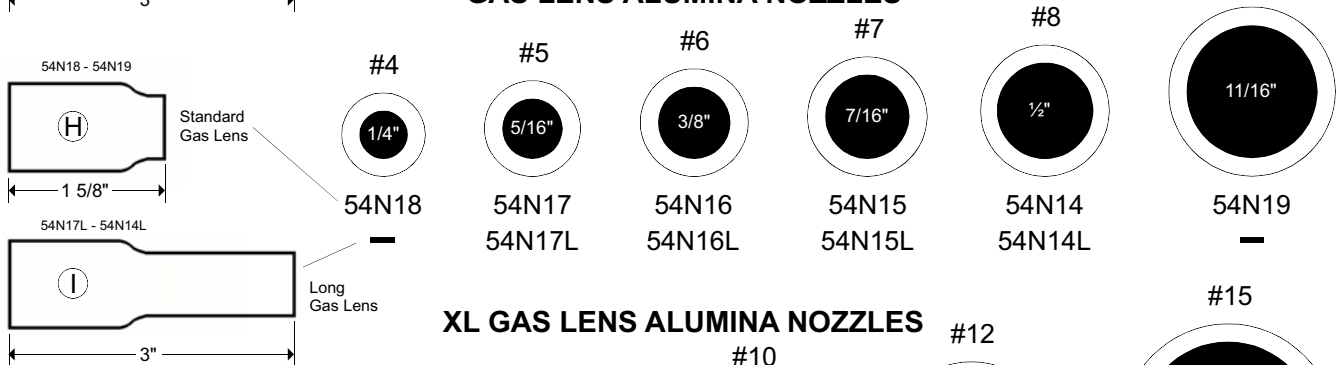 3"
GAS LENS ALUMINA NOZZLES
54N18 - 54N19
H
Standard
Gas Lens
1 5/8"
#4
1/4"
54N18
#5
5/16"
54N17
54N17L
#6
3/8"
54N16
54N16L
#7
7/16"
54N15
54N15L
#8
½"
54N14
54N14L
11/16"
54N19
54N17L - 54N14L
I
Long
Gas Lens
3"
XL GAS LENS ALUMINA NOZZLES
#10
#12
#15